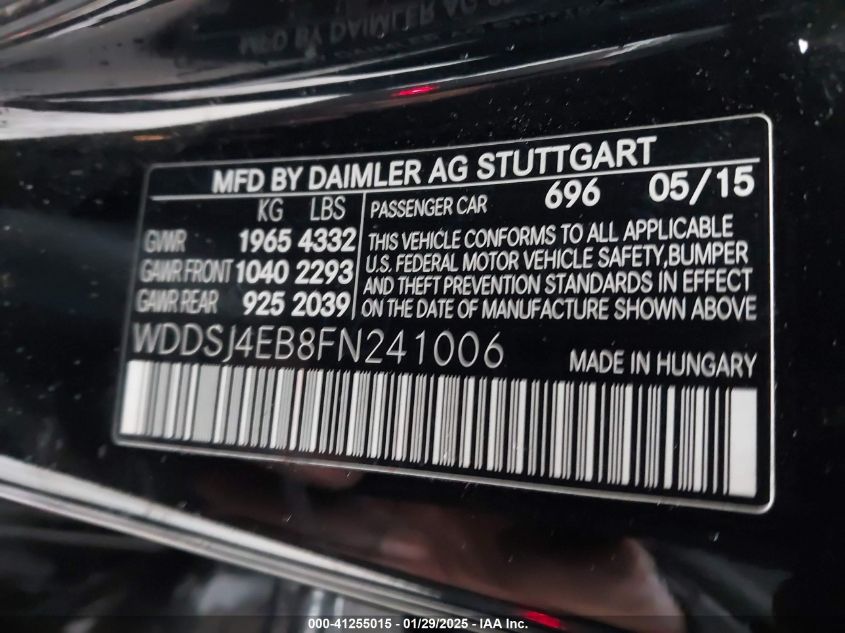 MFD BY DAIMLER AG STUTTGART
KG LBS
GVWR 1965 4332
GAWR FRONT 1040 2293
GAWR REAR 925 2039
PASSENGER CAR 696 05/15
THIS VEHICLE CONFORMS TO ALL APPLICABLE
U.S. FEDERAL MOTOR VEHICLE SAFETY,BUMPER
AND THEFT PREVENTION STANDARDS IN EFFECT
ON THE DATE OF MANUFACTURE SHOWN ABOVE
WDDSJ4EB8FN241006
MADE IN HUNGARY
000-41255015 - 01/29/2025 - IAA Inc.